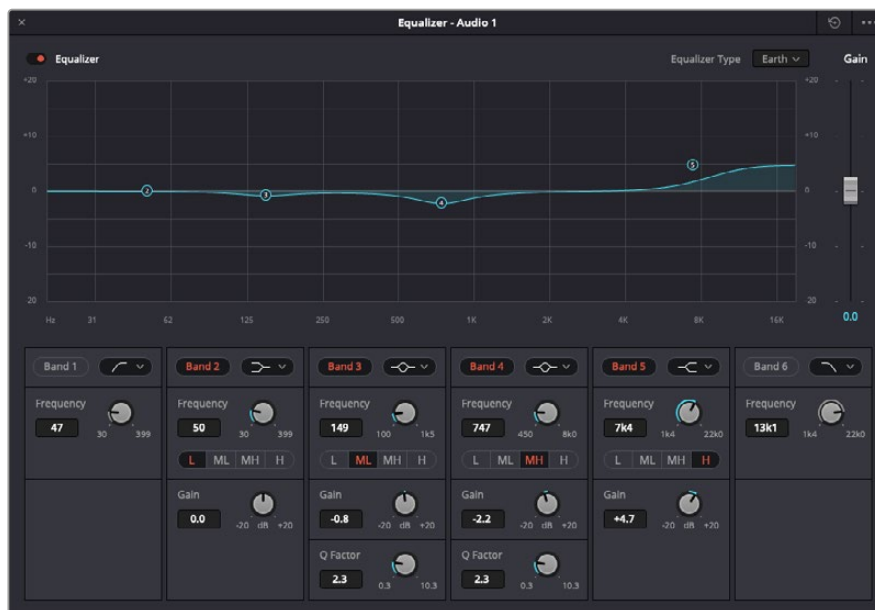 Equalizer - Audio 1
Equalizer
Equalizer Type Earth Gain
+20 +20
+10 +10
0 0
-10 -10
20 20
Hz 31 62 125 250 500 1K 2K 4K 8K 16K
0.0
2 3 4 5
Band 1 Band 2 Band 3 Band 4 Band 5 Band 6
Frequency Frequency Frequency Frequency Frequency Frequency
47 30 399 50 30 399 149 100 1k5 747 450 8k0 7k4 1k4 22k0 13k1 1k4 22k0
L ML MH H L ML MH H L ML MH H L ML MH H
Gain Gain Gain Gain
0.0 -20 dB +20 -0.8 -20 dB +20 -2.2 -20 dB +20 +4.7 -20 dB +20
Q Factor Q Factor
2.3 0.3 10.3 2.3 0.3 10.3